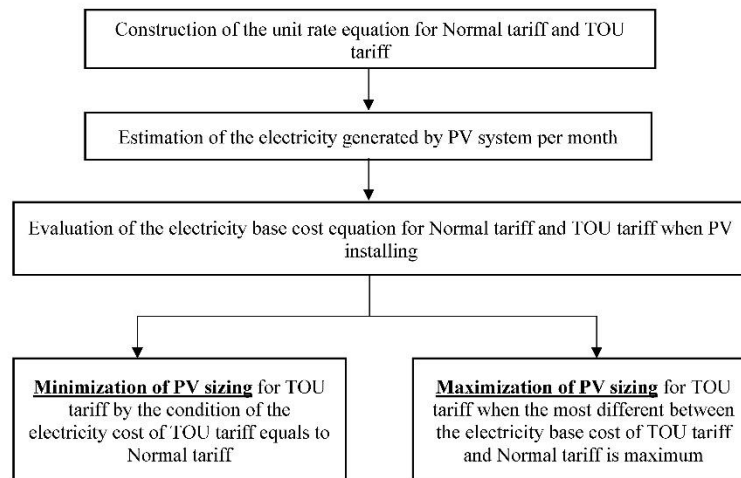 Construction of the unit rate equation for Normal tariff and TOU
tariff
Estimation of the electricity generated by PV system per month
Evaluation of the electricity base cost equation for Normal tariff and TOU tariff when PV
installing
Minimization of PV sizing for TOU
tariff by the condition of the
electricity cost of TOU tariff equals to
Normal tariff
Maximization of PV sizing for TOU
tariff when the most different between
the electricity base cost of TOU tariff
and Normal tariff is maximum